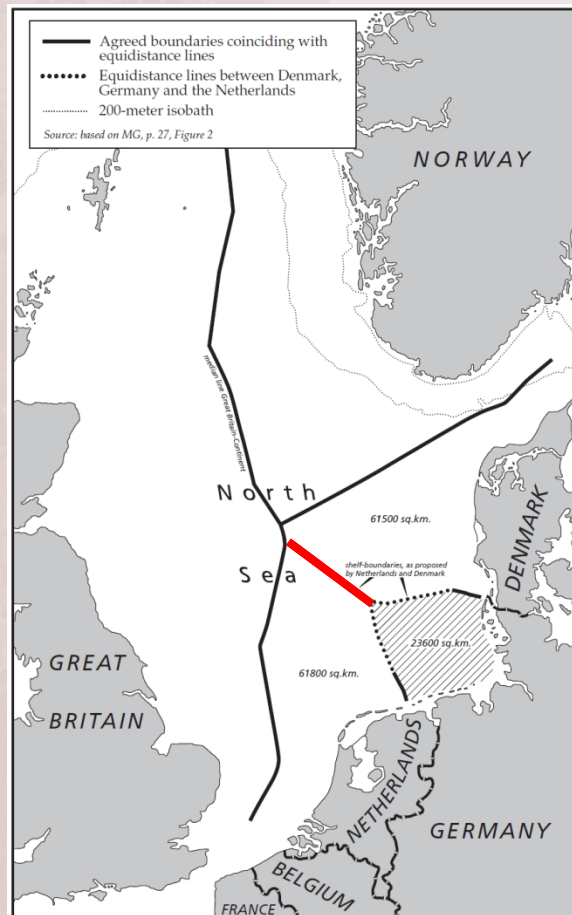 Agreed boundaries coinciding with
equidistance lines
Equidistance lines between Denmark,
Germany and the Netherlands
200-meter isobath
Source: based on MG, p. 27, Figure 2
NORWAY
median line Great Britain-Continent
North
Sea
61500 sq.km.
DENMARK
shelf-boundaries, as proposed
by Netherlands and Denmark
23600 sq.km.
61800 sq.km.
GREAT
BRITAIN
NETHERLANDS
GERMANY
BELGIUM
FRANCE